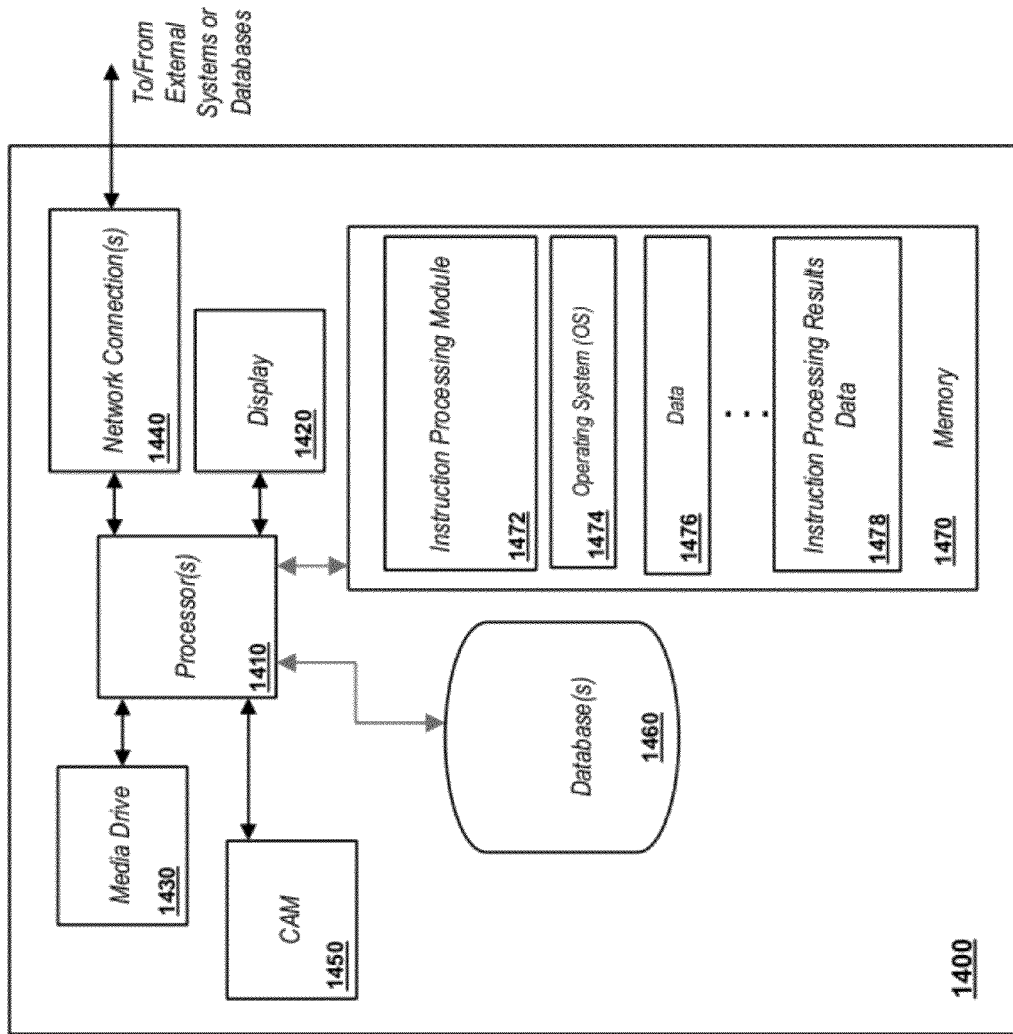 To/From
External
Systems or
Databases
Network Connection(s)
1440
Display
1420
Processor(s)
1410
Media Drive
1430
CAM
1450
Database(s)
1460
Instruction Processing Module
1472
Operating System (OS)
1474
Data
1476
Instruction Processing Results
Data
1478
Memory
1470
1400